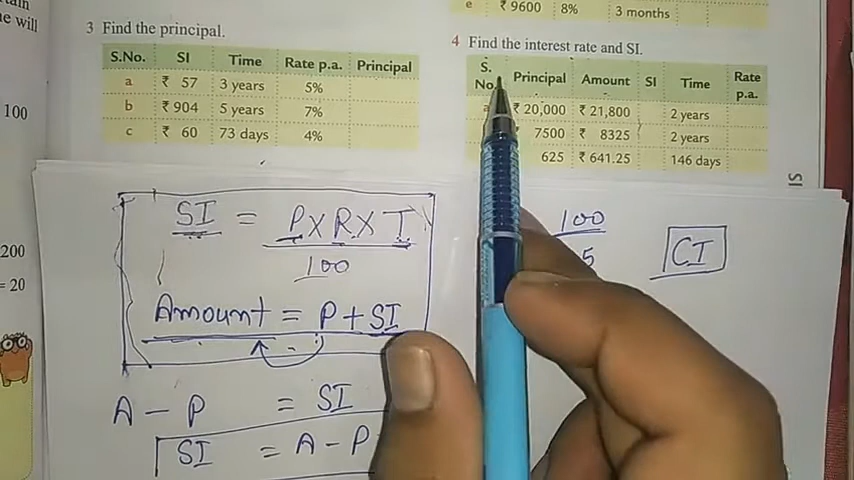 he will
100
200
= 20
e ₹ 9600 8% 3 months
3 Find the principal.
S.No. SI Time Rate p.a. Principal
a ₹ 57 3 years 5%
b ₹ 904 5 years 7%
c ₹ 60 73 days 4%
4 Find the interest rate and SI.
S. No. Principal Amount SI Time Rate p.a.
a ₹ 20,000 ₹ 21,800 2 years
7500 ₹ 8325 2 years
625 ₹ 641.25 146 days
SI
SI = P X R X T
100
Amount = P + SI
A - P = SI
SI = A - P
100
5
CI